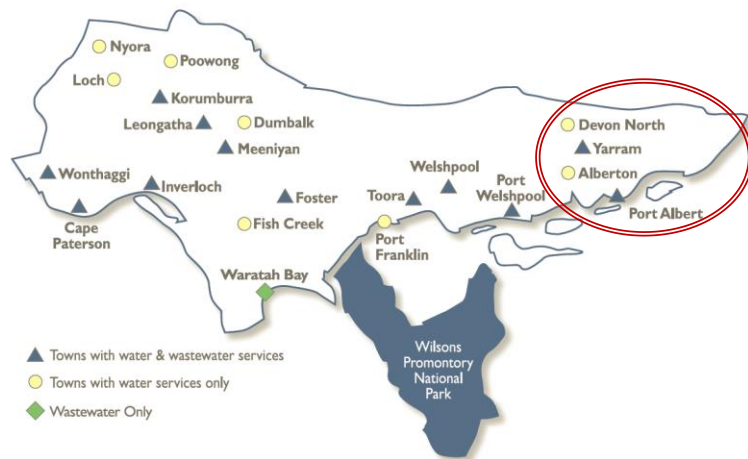 Nyora
Poowong
Loch
Korumburra
Leongatha
Dumbalk
Meeniyan
Devon North
Yarram
Alberton
Port Albert
Wonthaggi
Inverloch
Cape
Paterson
Foster
Fish Creek
Toora
Welshpool
Port
Welshpool
Port
Franklin
Waratah Bay
Wilsons
Promontory
National
Park
Towns with water & wastewater services
Towns with water services only
Wastewater Only